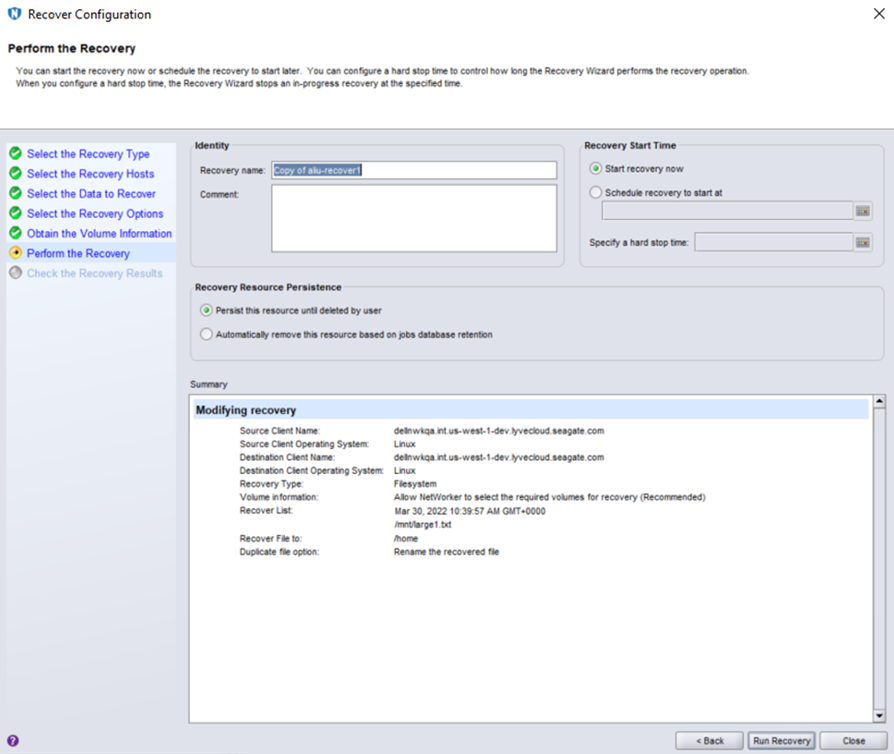 Recover Configuration
Perform the Recovery
You can start the recovery now or schedule the recovery to start later. You can configure a hard stop time to control how long the Recovery Wizard performs the recovery operation.
When you configure a hard stop time, the Recovery Wizard stops an in-progress recovery at the specified time.
Select the Recovery Type
Select the Recovery Hosts
Select the Data to Recover
Select the Recovery Options
Obtain the Volume Information
Perform the Recovery
Check the Recovery Results
Identity
Recovery name: Copy of aliu-recover1
Comment:
Recovery Start Time
Start recovery now
Schedule recovery to start at
Specify a hard stop time:
Recovery Resource Persistence
Persist this resource until deleted by user
Automatically remove this resource based on jobs database retention
Summary
Modifying recovery
Source Client Name: dellnwkqa.int.us-west-1-dev.lyvecloud.seagate.com
Source Client Operating System: Linux
Destination Client Name: dellnwkqa.int.us-west-1-dev.lyvecloud.seagate.com
Destination Client Operating System: Linux
Recovery Type: Filesystem
Volume information: Allow NetWorker to select the required volumes for recovery (Recommended)
Recover List: Mar 30, 2022 10:39:57 AM GMT+0000
/mnt/large1.txt
Recover File to: /home
Duplicate file option: Rename the recovered file
?
< Back
Run Recovery
Close